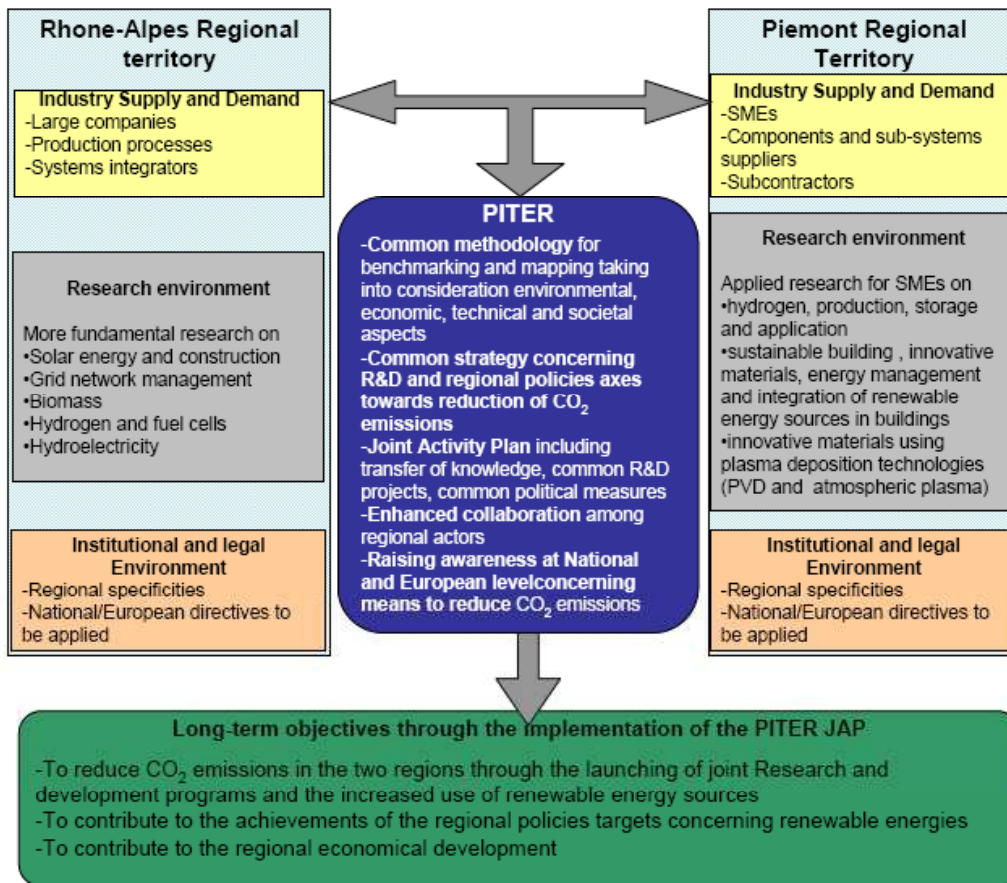 Rhone-Alpes Regional
territory
Industry Supply and Demand
-Large companies
-Production processes
-Systems integrators
Research environment
More fundamental research on
•Solar energy and construction
•Grid network management
•Biomass
•Hydrogen and fuel cells
•Hydroelectricity
Institutional and legal
Environment
-Regional specificities
-National/European directives to
be applied
PITER
-Common methodology for
benchmarking and mapping taking
into consideration environmental,
economic, technical and societal
aspects
-Common strategy concerning
R&D and regional policies axes
towards reduction of CO₂
emissions
-Joint Activity Plan including
transfer of knowledge, common R&D
projects, common political measures
-Enhanced collaboration among
regional actors
-Raising awareness at National
and European levelconcerning
means to reduce CO₂ emissions
Piemont Regional
Territory
Industry Supply and Demand
-SMEs
-Components and sub-systems
suppliers
-Subcontractors
Research environment
Applied research for SMEs on
•hydrogen, production, storage
and application
•sustainable building , innovative
materials, energy management
and integration of renewable
energy sources in buildings
•innovative materials using
plasma deposition technologies
(PVD and atmospheric plasma)
Institutional and legal
Environment
-Regional specificities
-National/European directives to
be applied
Long-term objectives through the implementation of the PITER JAP
-To reduce CO₂ emissions in the two regions through the launching of joint Research and
development programs and the increased use of renewable energy sources
-To contribute to the achievements of the regional policies targets concerning renewable energies
-To contribute to the regional economical development